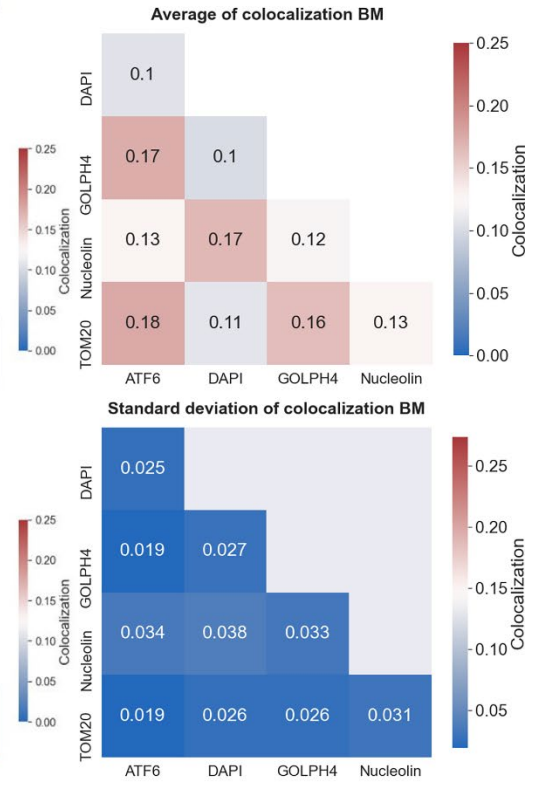 Average of colocalization BM
DAPI
GOLPH4
Nucleolin
TOM20
0.1
0.17 0.1
0.13 0.17 0.12
0.18 0.11 0.16 0.13
ATF6 DAPI GOLPH4 Nucleolin
0.25
0.20
0.15
0.10
0.05
0.00
Colocalization
0.25
0.20
0.15
0.10
0.05
0.00
Colocalization
Standard deviation of colocalization BM
DAPI
GOLPH4
Nucleolin
TOM20
0.025
0.019 0.027
0.034 0.038 0.033
0.019 0.026 0.026 0.031
ATF6 DAPI GOLPH4 Nucleolin
0.25
0.20
0.15
0.10
0.05
0.00
Colocalization
0.25
0.20
0.15
0.10
0.05
Colocalization